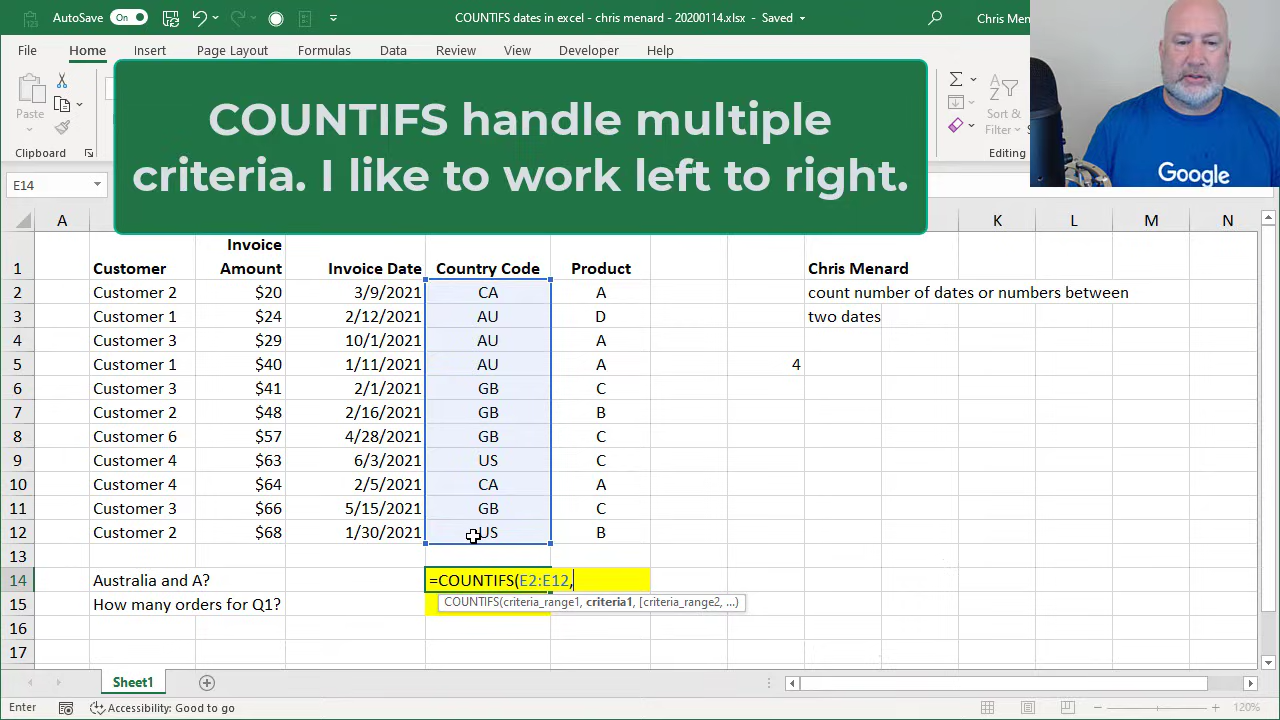 AutoSave On
COUNTIFS dates in excel - chris menard - 20200114.xlsx - Saved
Chris Men
File Home Insert Page Layout Formulas Data Review View Developer Help
COUNTIFS handle multiple
criteria. I like to work left to right.
Paste
Clipboard
Sort &
Filter
Editing
Google
E14
A K L M N
1 Customer Invoice Amount Invoice Date Country Code Product Chris Menard
2 Customer 2 $20 3/9/2021 CA A count number of dates or numbers between
3 Customer 1 $24 2/12/2021 AU D two dates
4 Customer 3 $29 10/1/2021 AU A
5 Customer 1 $40 1/11/2021 AU A 4
6 Customer 3 $41 2/1/2021 GB C
7 Customer 2 $48 2/16/2021 GB B
8 Customer 6 $57 4/28/2021 GB C
9 Customer 4 $63 6/3/2021 US C
10 Customer 4 $64 2/5/2021 CA A
11 Customer 3 $66 5/15/2021 GB C
12 Customer 2 $68 1/30/2021 US B
13
14 Australia and A? =COUNTIFS(E2:E12,
COUNTIFS(criteria_range1, criteria1, [criteria_range2, ...)
15 How many orders for Q1?
16
17
Sheet1
Enter Accessibility: Good to go 120%